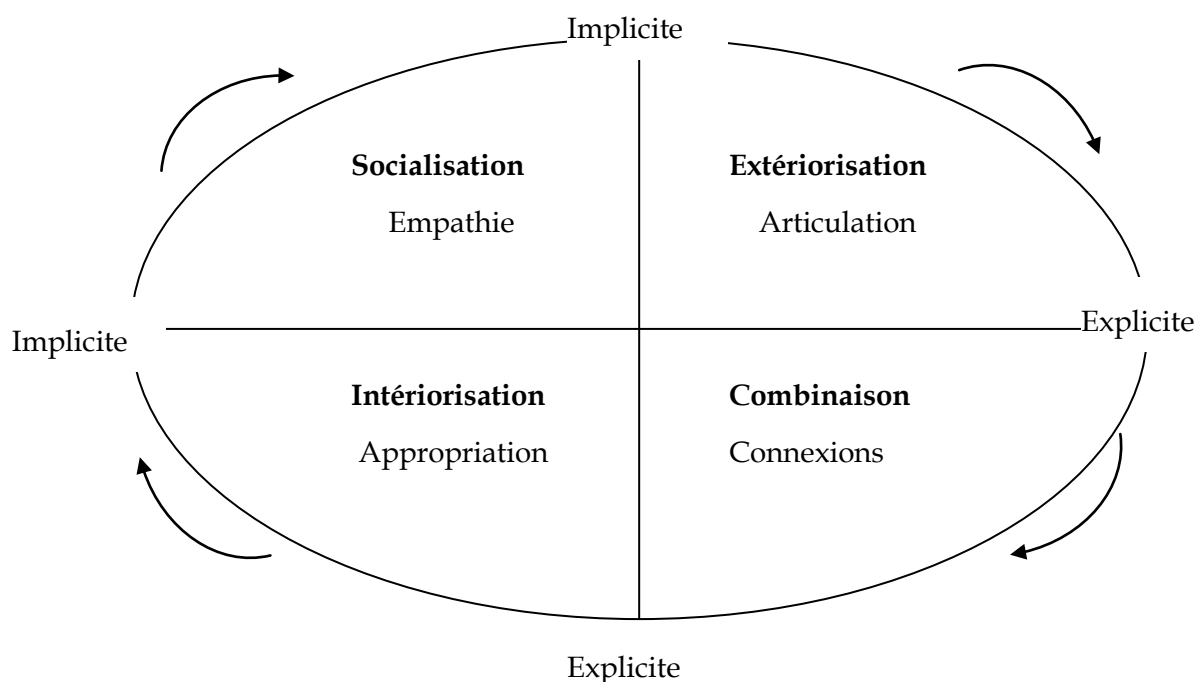 Implicite
Socialisation
Extériorisation
Empathie
Articulation
Implicite
Explicite
Intériorisation
Combinaison
Appropriation
Connexions
Explicite